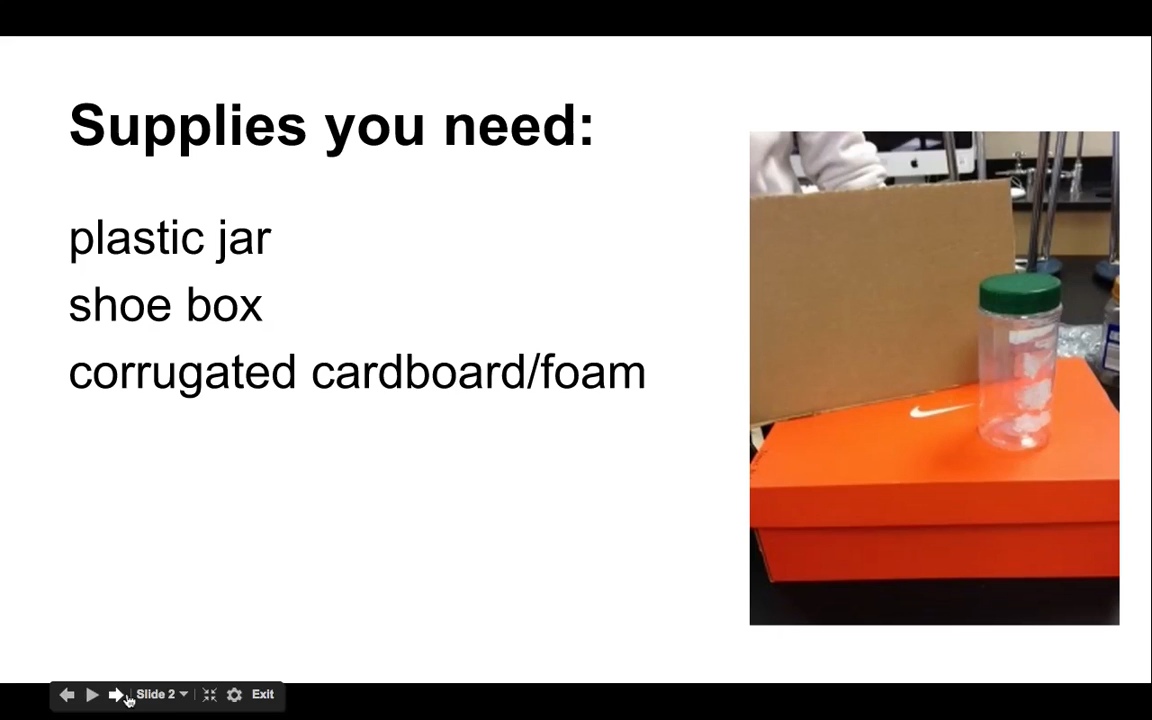 Supplies you need:
plastic jar
shoe box
corrugated cardboard/foam
Slide 2
Exit